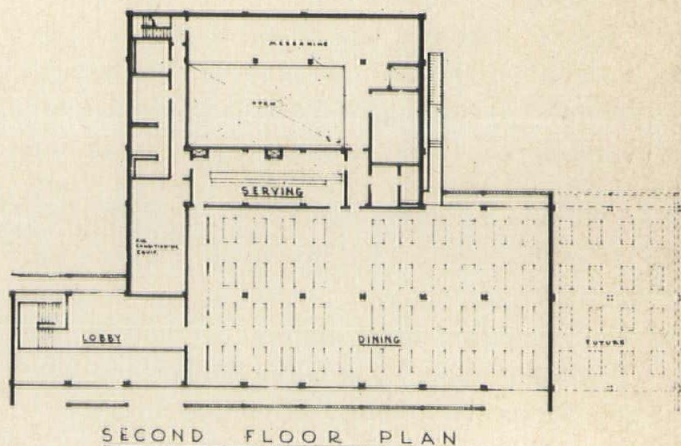 MEZZANINE
OPEN
SERVING
AIR
CONDITIONING
EQUIP.
LOBBY
DINING
FUTURE
SECOND FLOOR PLAN